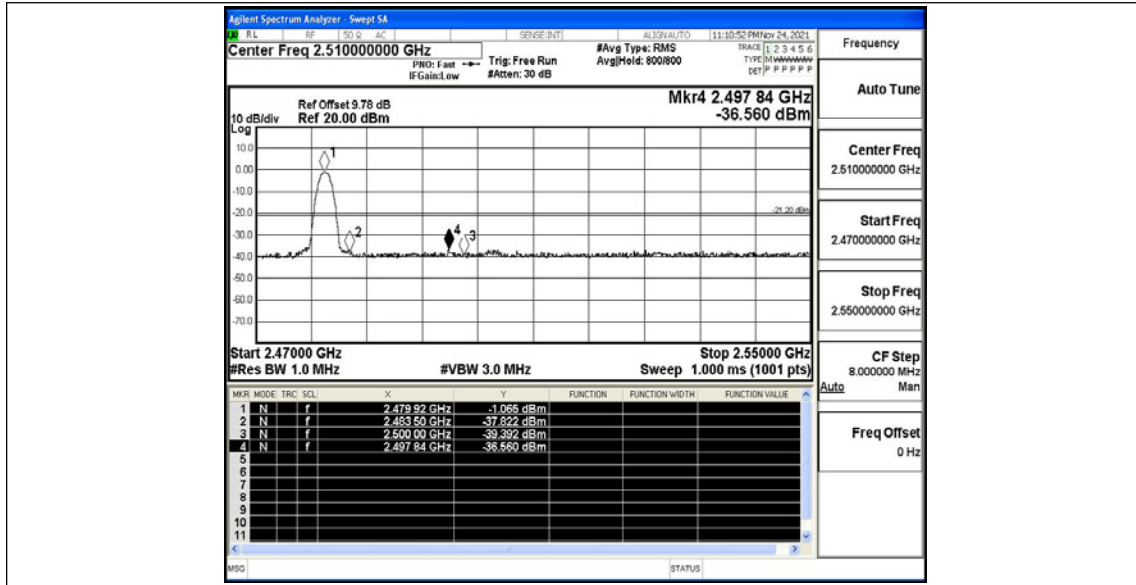 Agilent Spectrum Analyzer - Swept SA
RL RF 50 Ω AC SENSE:INT ALIGNAUTO 11:10:52 PMNov 24, 2021
Center Freq 2.510000000 GHz
PNO: Fast
IFGain:Low
Trig: Free Run
#Atten: 30 dB
#Avg Type: RMS
Avg|Hold: 800/800
TRACE 1 2 3 4 5 6
TYPE M WWWWW
DET P P P P P P
Ref Offset 9.78 dB
Ref 20.00 dBm
10 dB/div
Log
Mkr4 2.497 84 GHz
-36.560 dBm
10.0
0.00
-10.0
-20.0
-30.0
-40.0
-50.0
-60.0
-70.0
1
2
4
3
-21.20 dBm
Start 2.47000 GHz Stop 2.55000 GHz
#Res BW 1.0 MHz #VBW 3.0 MHz Sweep 1.000 ms (1001 pts)
MKR MODE TRC SCL X Y FUNCTION FUNCTION WIDTH FUNCTION VALUE
1 N f 2.479 92 GHz -1.065 dBm
2 N f 2.483 50 GHz -37.822 dBm
3 N f 2.500 00 GHz -39.392 dBm
4 N f 2.497 84 GHz -36.560 dBm
5
6
7
8
9
10
11
MSG STATUS
Frequency
Auto Tune
Center Freq
2.510000000 GHz
Start Freq
2.470000000 GHz
Stop Freq
2.550000000 GHz
CF Step
8.000000 MHz
Auto Man
Freq Offset
0 Hz